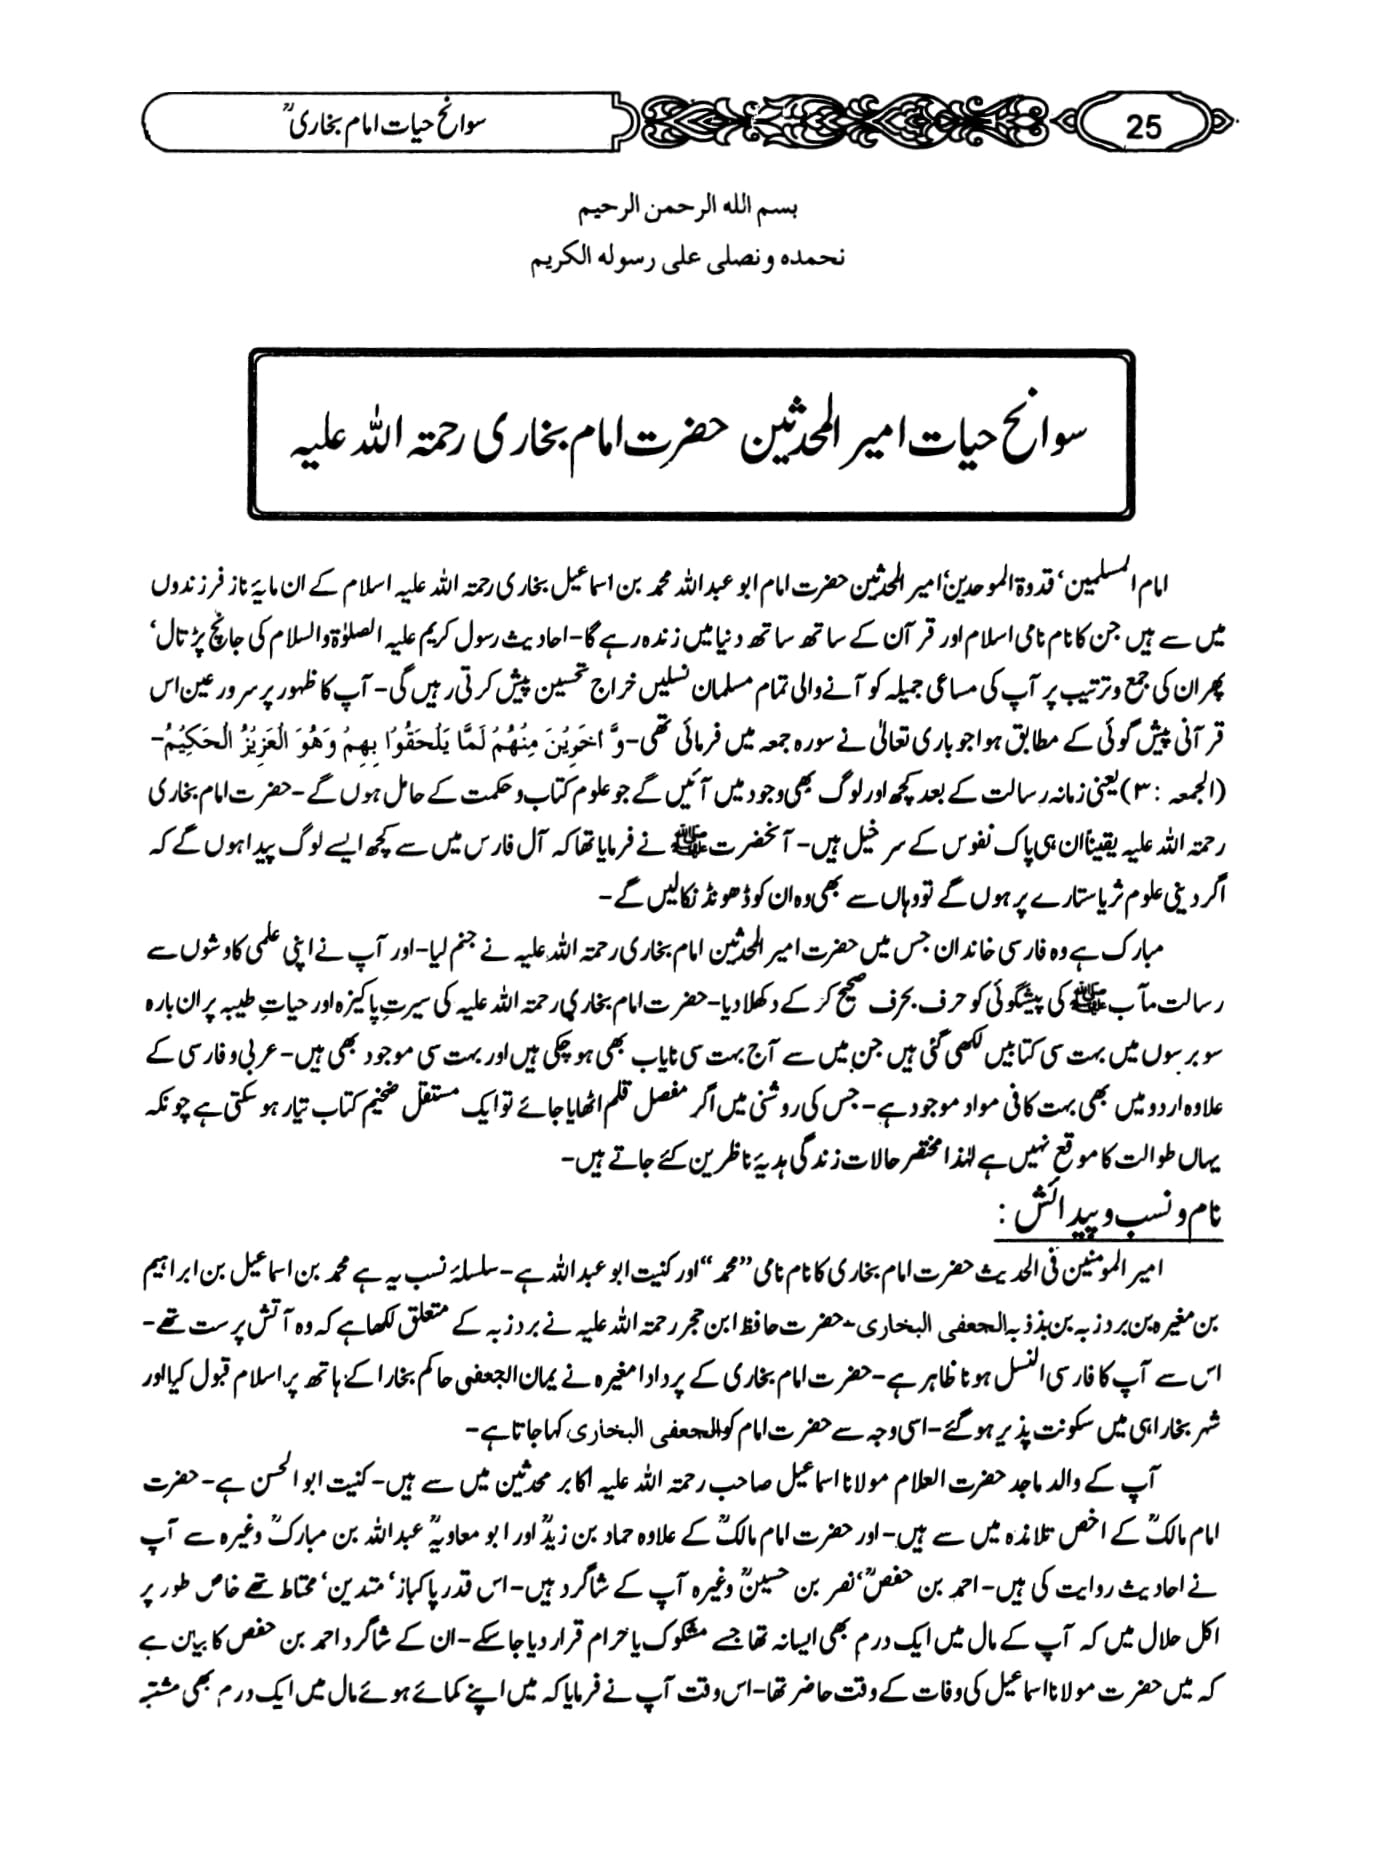 25
سوانح حیات امام بخاریؒ
بسم الله الرحمن الرحيم
نحمده و نصلی علی رسوله الکریم
سوانح حیات امیر المحدثین حضرت امام بخاری رحمتہ اللہ علیہ
امام المسلمین‘ قدوۃ الموحدین‘ امیر المحدثین حضرت امام ابو عبداللہ محمد بن اسماعیل بخاری رحمتہ اللہ علیہ اسلام کے ان مایۂ ناز فرزندوں
میں سے ہیں جن کا نام نامی اسلام اور قرآن کے ساتھ ساتھ دنیا میں زندہ رہے گا- احادیث رسول کریم علیہ الصلوٰۃ والسلام کی جانچ پڑتال‘
پھر ان کی جمع و ترتیب پر آپ کی مساعی جمیلہ کو آنے والی تمام مسلمان نسلیں خراج تحسین پیش کرتی رہیں گی- آپ کا ظہور پر سرور عین اس
قرآنی پیش گوئی کے مطابق ہوا جو باری تعالیٰ نے سورہ جمعہ میں فرمائی تھی- وَّ اٰخَرِيْنَ مِنْهُمْ لَمَّا يَلْحَقُوْا بِهِمْ وَهُوَ الْعَزِيْزُ الْحَكِيْمُ-
(الجمعہ : ۳) یعنی زمانہ رسالت کے بعد کچھ اور لوگ بھی وجود میں آئیں گے جو علوم کتاب و حکمت کے حامل ہوں گے- حضرت امام بخاری
رحمتہ اللہ علیہ یقیناً ان ہی پاک نفوس کے سرخیل ہیں- آنحضرت ﷺ نے فرمایا تھا کہ آل فارس میں سے کچھ ایسے لوگ پیدا ہوں گے کہ
اگر دینی علوم ثریا ستارے پر ہوں گے تو وہاں سے بھی وہ ان کو ڈھونڈ نکالیں گے-
مبارک ہے وہ فارسی خاندان جس میں حضرت امیر المحدثین امام بخاری رحمتہ اللہ علیہ نے جنم لیا- اور آپ نے اپنی علمی کاوشوں سے
رسالت مآب ﷺ کی پیشگوئی کو حرف بحرف صحیح کر کے دکھلا دیا- حضرت امام بخاری رحمتہ اللہ علیہ کی سیرتِ پاکیزہ اور حیاتِ طیبہ پر ان بارہ
سو برسوں میں بہت سی کتابیں لکھی گئی ہیں جن میں سے آج بہت سی نایاب بھی ہو چکی ہیں اور بہت سی موجود بھی ہیں- عربی و فارسی کے
علاوہ اردو میں بھی بہت کافی مواد موجود ہے- جس کی روشنی میں اگر مفصل قلم اٹھایا جائے تو ایک مستقل ضخیم کتاب تیار ہو سکتی ہے چونکہ
یہاں طوالت کا موقع نہیں ہے لہٰذا مختصر حالات زندگی ہدیۂ ناظرین کئے جاتے ہیں-
نام و نسب و پیدائش :
امیر المومنین فی الحدیث حضرت امام بخاری کا نام نامی ”محمد“ اور کنیت ابو عبداللہ ہے- سلسلۂ نسب یہ ہے محمد بن اسماعیل بن ابراہیم
بن مغیرہ بن بردزبہ بن بذذبہ الجعفی البخاری- حضرت حافظ ابن حجر رحمتہ اللہ علیہ نے بردزبہ کے متعلق لکھا ہے کہ وہ آتش پرست تھے-
اس سے آپ کا فارسی النسل ہونا ظاہر ہے- حضرت امام بخاری کے پردادا مغیرہ نے یمان الجعفی حاکم بخارا کے ہاتھ پر اسلام قبول کیا اور
شہر بخارا ہی میں سکونت پذیر ہو گئے- اسی وجہ سے حضرت امام کو الجعفی البخاری کہا جاتا ہے-
آپ کے والد ماجد حضرت العلام مولانا اسماعیل صاحب رحمتہ اللہ علیہ اکابر محدثین میں سے ہیں- کنیت ابو الحسن ہے- حضرت
امام مالکؒ کے اخص تلامذہ میں سے ہیں- اور حضرت امام مالکؒ کے علاوہ حماد بن زیدؒ اور ابو معاویہؒ عبداللہ بن مبارکؒ وغیرہ سے آپ
نے احادیث روایت کی ہیں- احمد بن حفصؒ‘ نصر بن حسینؒ وغیرہ آپ کے شاگرد ہیں- اس قدر پاکباز‘ متدین‘ محتاط تھے خاص طور پر
اکل حلال میں کہ آپ کے مال میں ایک درم بھی ایسا نہ تھا جسے مشکوک یا حرام قرار دیا جا سکے- ان کے شاگرد احمد بن حفص کا بیان ہے
کہ میں حضرت مولانا اسماعیل کی وفات کے وقت حاضر تھا- اس وقت آپ نے فرمایا کہ میں اپنے کمائے ہوئے مال میں ایک درم بھی مشتبہ